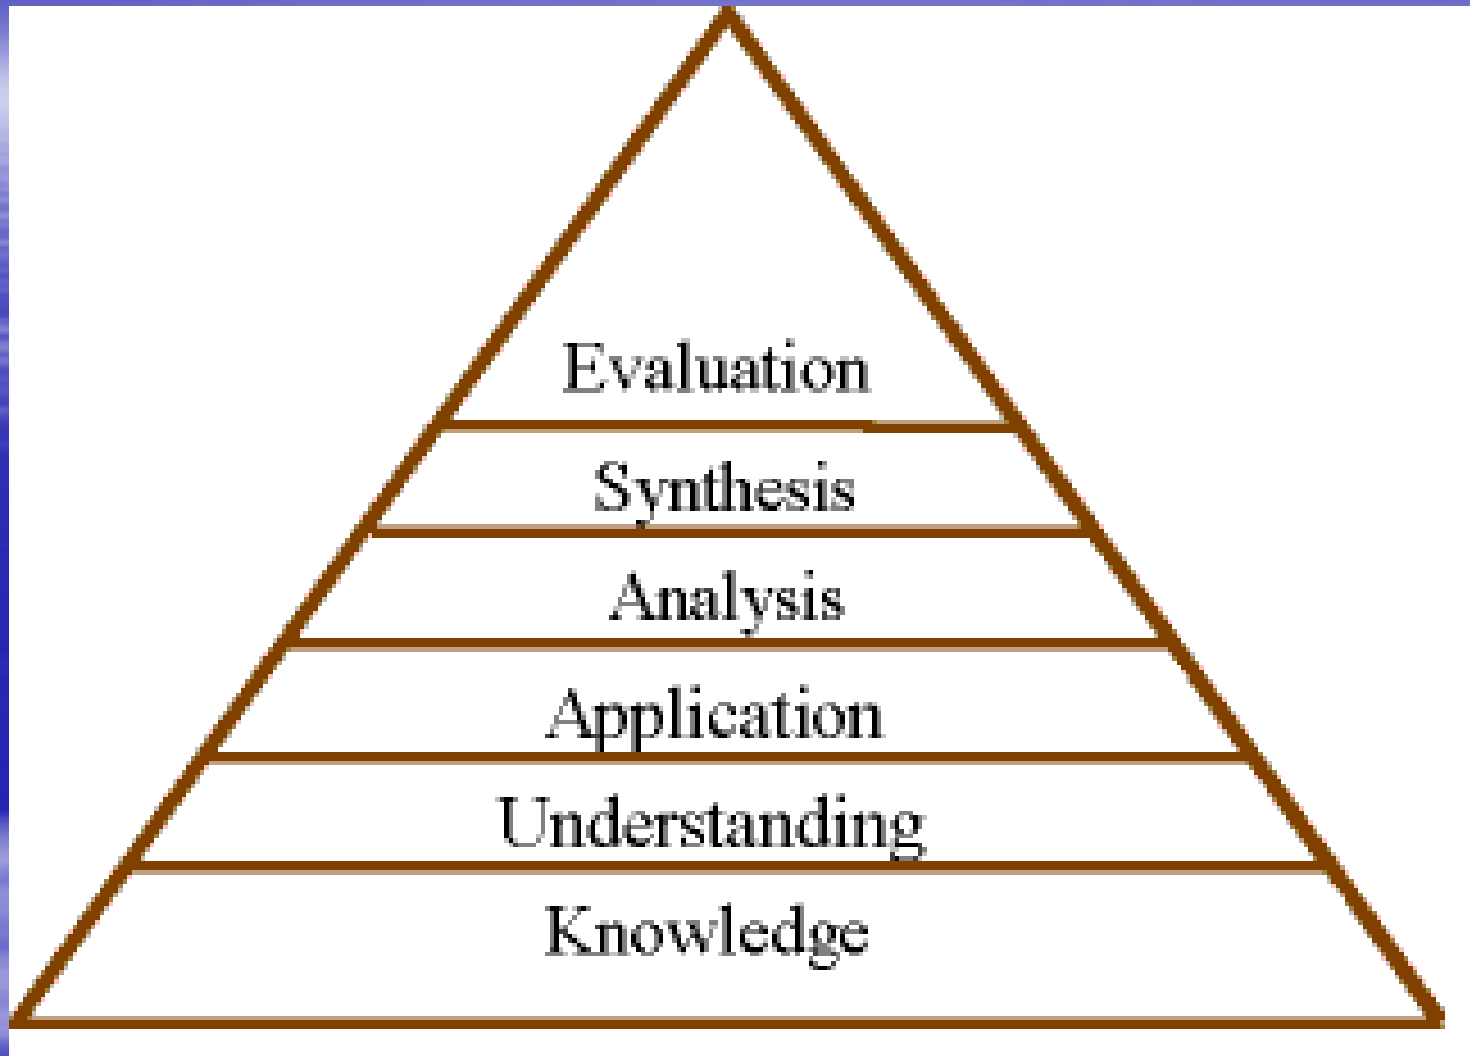 Evaluation
Synthesis
Analysis
Application
Understanding
Knowledge